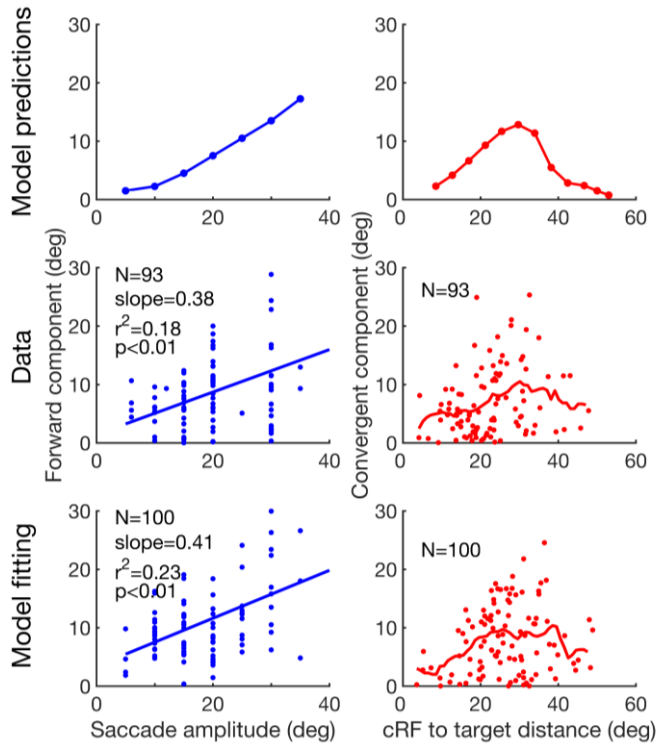 Model predictions
30
20
10
0
0
20
40
30
20
10
0
0
20
40
60
Data
Forward component (deg)
30
20
10
0
N=93
slope=0.38
r²=0.18
p<0.01
0
20
40
Convergent component (deg)
30
20
10
0
N=93
0
20
40
60
Model fitting
30
20
10
0
N=100
slope=0.41
r²=0.23
p<0.01
0
20
40
Saccade amplitude (deg)
30
20
10
0
N=100
0
20
40
60
cRF to target distance (deg)